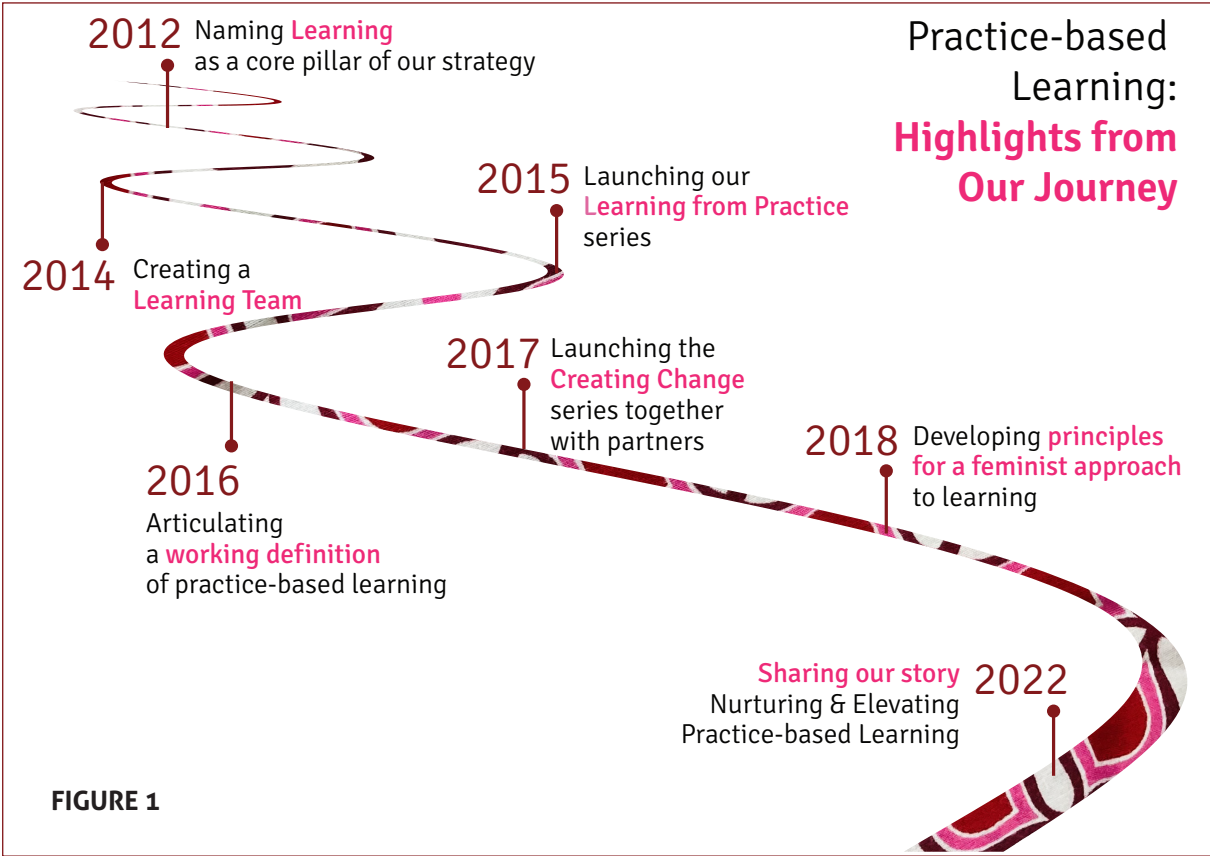 Practice-based
Learning:
Highlights from
Our Journey
2012
Naming Learning
as a core pillar of our strategy
2014
Creating a
Learning Team
2015
Launching our
Learning from Practice
series
2016
Articulating
a working definition
of practice-based learning
2017
Launching the
Creating Change
series together
with partners
2018
Developing principles
for a feminist approach
to learning
2022
Sharing our story
Nurturing & Elevating
Practice-based Learning
FIGURE 1